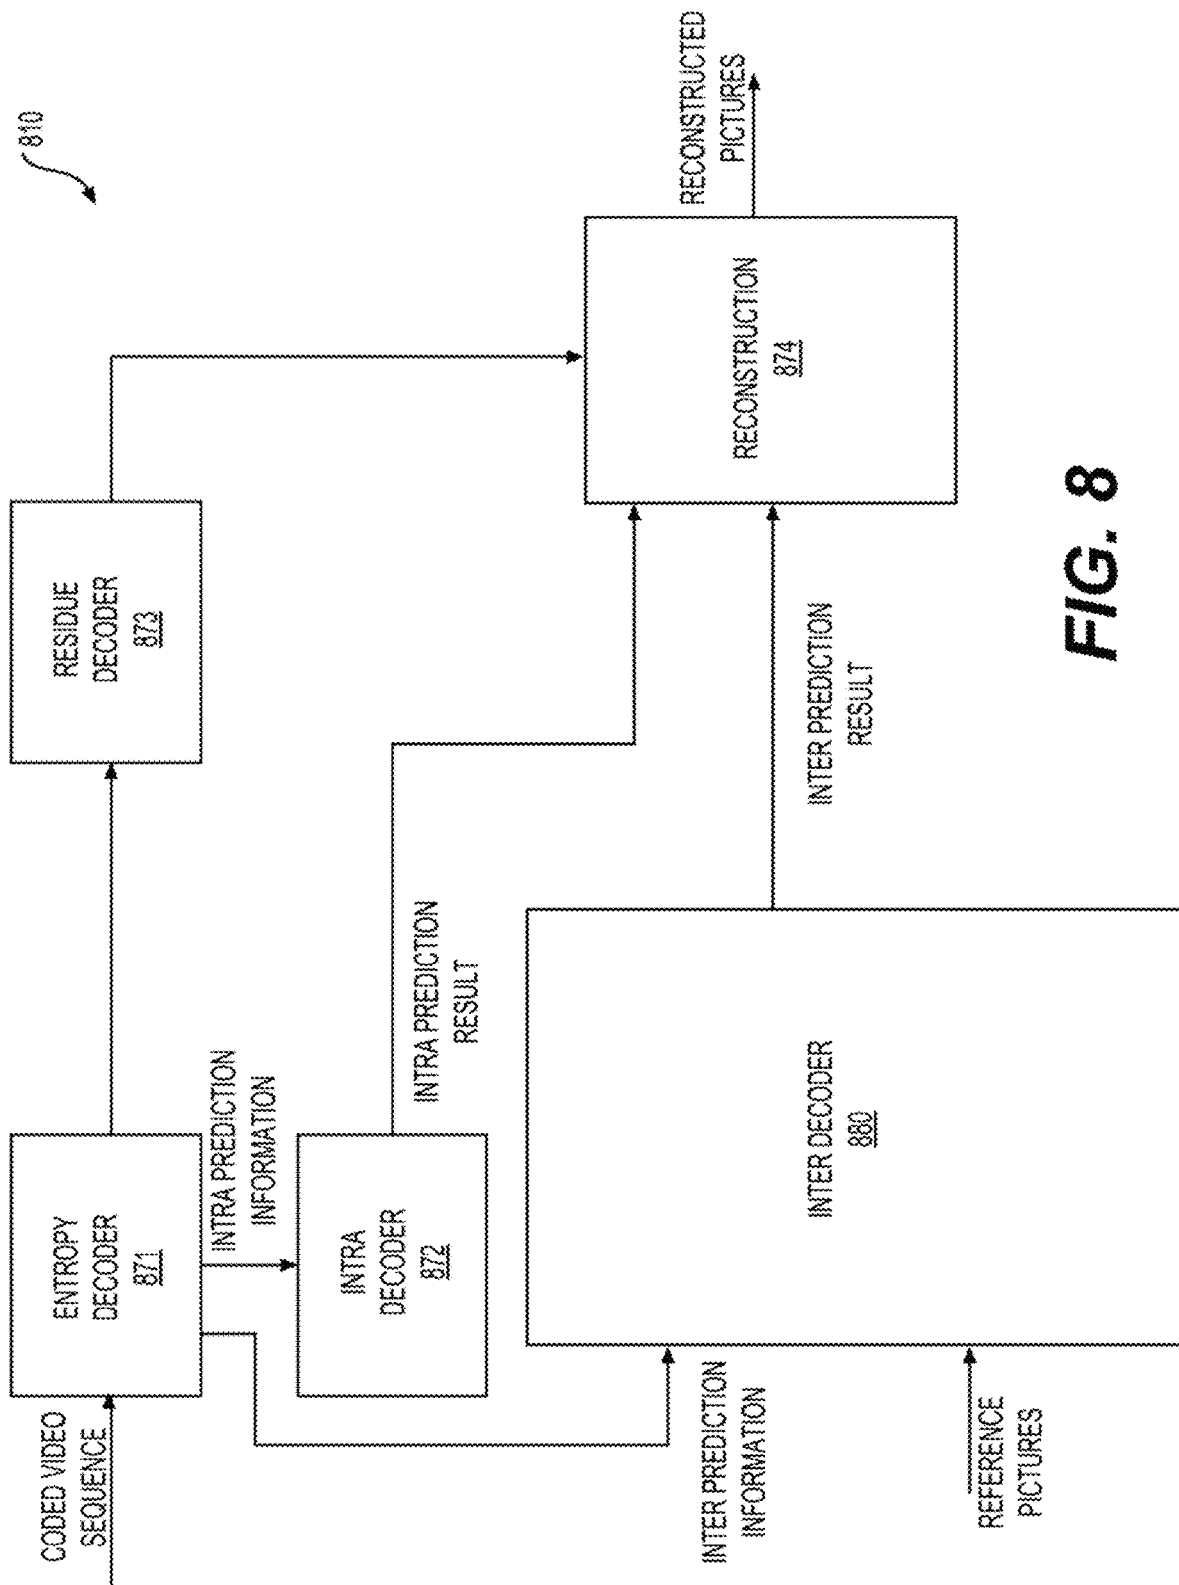 810
CODED VIDEO
SEQUENCE
ENTROPY
DECODER
871
RESIDUE
DECODER
873
INTRA PREDICTION
INFORMATION
INTRA
DECODER
872
INTRA PREDICTION
RESULT
INTER PREDICTION
INFORMATION
REFERENCE
PICTURES
INTER DECODER
880
INTER PREDICTION
RESULT
RECONSTRUCTION
874
RECONSTRUCTED
PICTURES
FIG. 8